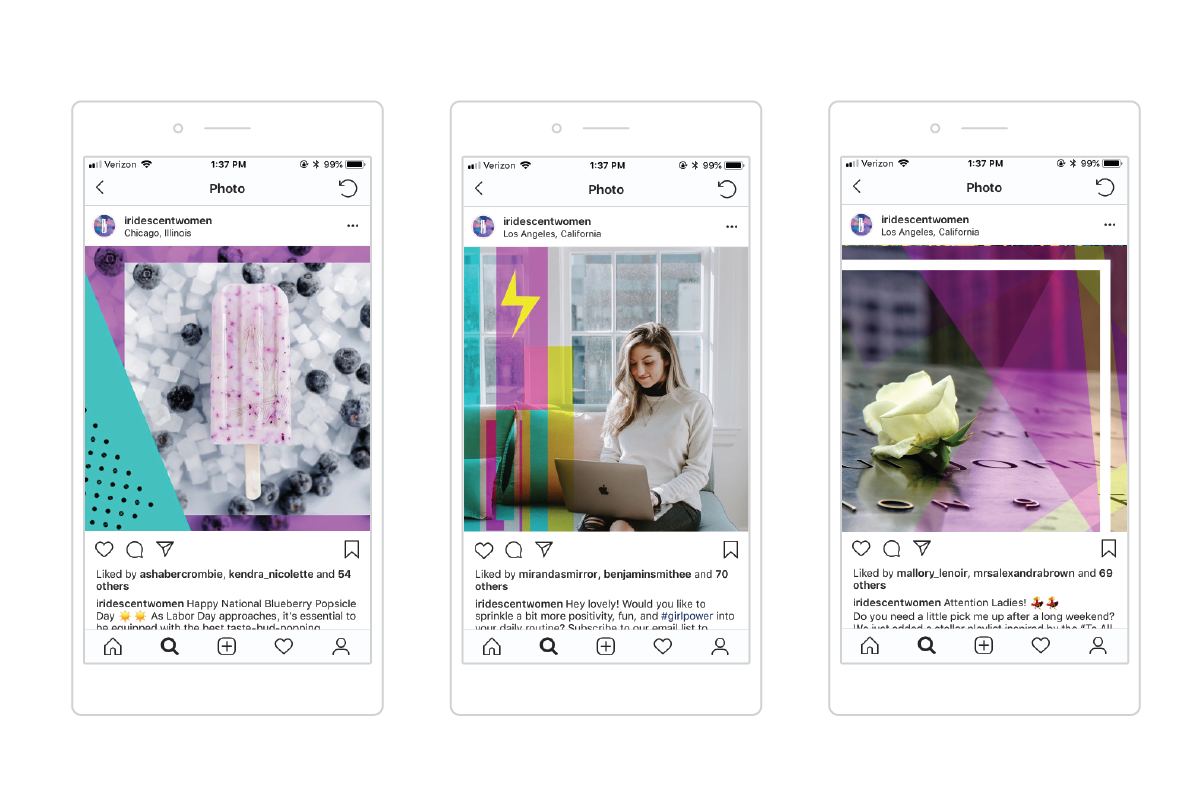 Verizon 1:37 PM 99%
Photo
iridescentwomen
Chicago, Illinois
Liked by ashabercrombie, kendra_nicolette and 54
others
iridescentwomen Happy National Blueberry Popsicle
Day ☀️☀️ As Labor Day approaches, it's essential to
be equipped with the best taste-bud-popping
Verizon 1:37 PM 99%
Photo
iridescentwomen
Los Angeles, California
Liked by mirandasmirror, benjaminsmithee and 70
others
iridescentwomen Hey lovely! Would you like to
sprinkle a bit more positivity, fun, and #girlpower into
your daily routine? Subscribe to our email list to
Verizon 1:37 PM 99%
Photo
iridescentwomen
Los Angeles, California
Liked by mallory_lenoir, mrsalexandrabrown and 69
others
iridescentwomen Attention Ladies! 💃💃
Do you need a little pick me up after a long weekend?
We just added a stellar playlist inspired by the "To All